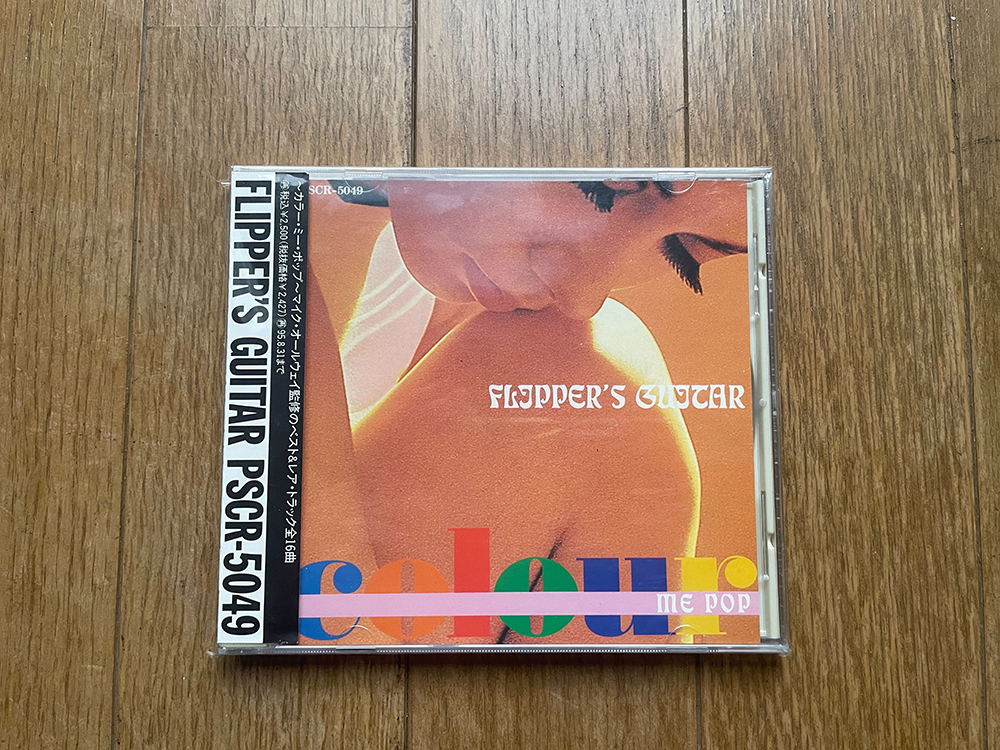 FLIPPER'S GUITAR PSCR-5049
～カラー・ミー・ポップ～マイク・オールウェイ監修のベスト&レア・トラック全16曲
税込¥2,500(税抜価格¥2,427) 95.8.31まで
SCR-5049
FLIPPER'S GUITAR
colour
ME POP